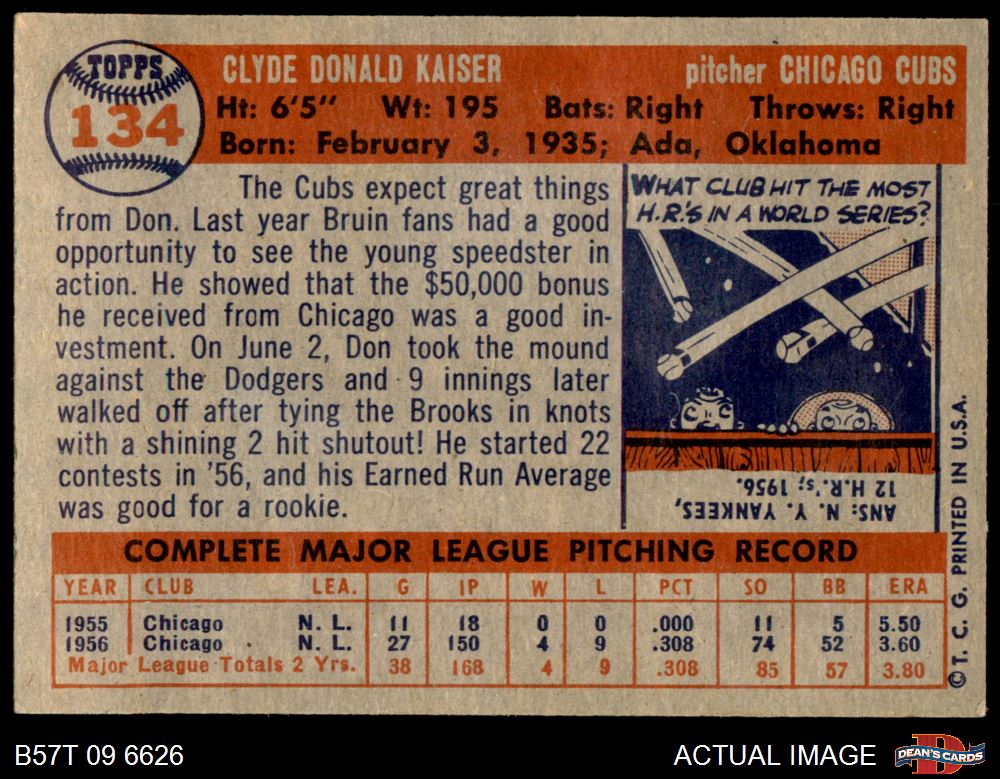 TOPPS
134
CLYDE DONALD KAISER
pitcher CHICAGO CUBS
Ht: 6'5" Wt: 195 Bats: Right Throws: Right
Born: February 3, 1935; Ada, Oklahoma
The Cubs expect great things
from Don. Last year Bruin fans had a good
opportunity to see the young speedster in
action. He showed that the $50,000 bonus
he received from Chicago was a good in-
vestment. On June 2, Don took the mound
against the Dodgers and 9 innings later
walked off after tying the Brooks in knots
with a shining 2 hit shutout! He started 22
contests in '56, and his Earned Run Average
was good for a rookie.
WHAT CLUB HIT THE MOST
H.R.'S IN A WORLD SERIES?
ANS: N. Y. YANKEES,
12 H.R.'s; 1956.
COMPLETE MAJOR LEAGUE PITCHING RECORD
YEAR CLUB LEA. G IP W L PCT SO BB ERA
1955 Chicago N. L. 11 18 0 0 .000 11 5 5.50
1956 Chicago N. L. 27 150 4 9 .308 74 52 3.60
Major League Totals 2 Yrs. 38 168 4 9 .308 85 57 3.80
© T. C. G. PRINTED IN U.S.A.
B57T 09 6626
ACTUAL IMAGE
DEAN'S CARDS